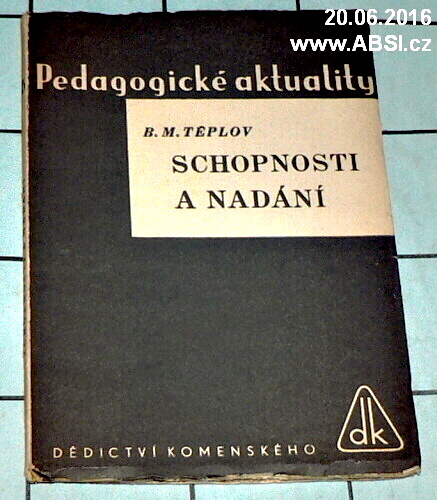 20.06.2016
www.ABSI.cz
Pedagogické aktuality
B. M. TĚPLOV
SCHOPNOSTI
A NADÁNÍ
dk
DĚDICTVÍ KOMENSKÉHO